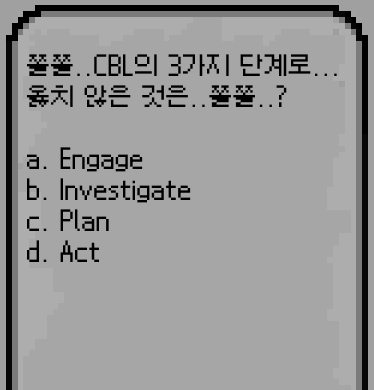 쫄쫄..CBL의 3가지 단계로...
옳치 않은 것은..쫄쫄..?
a. Engage
b. Investigate
c. Plan
d. Act